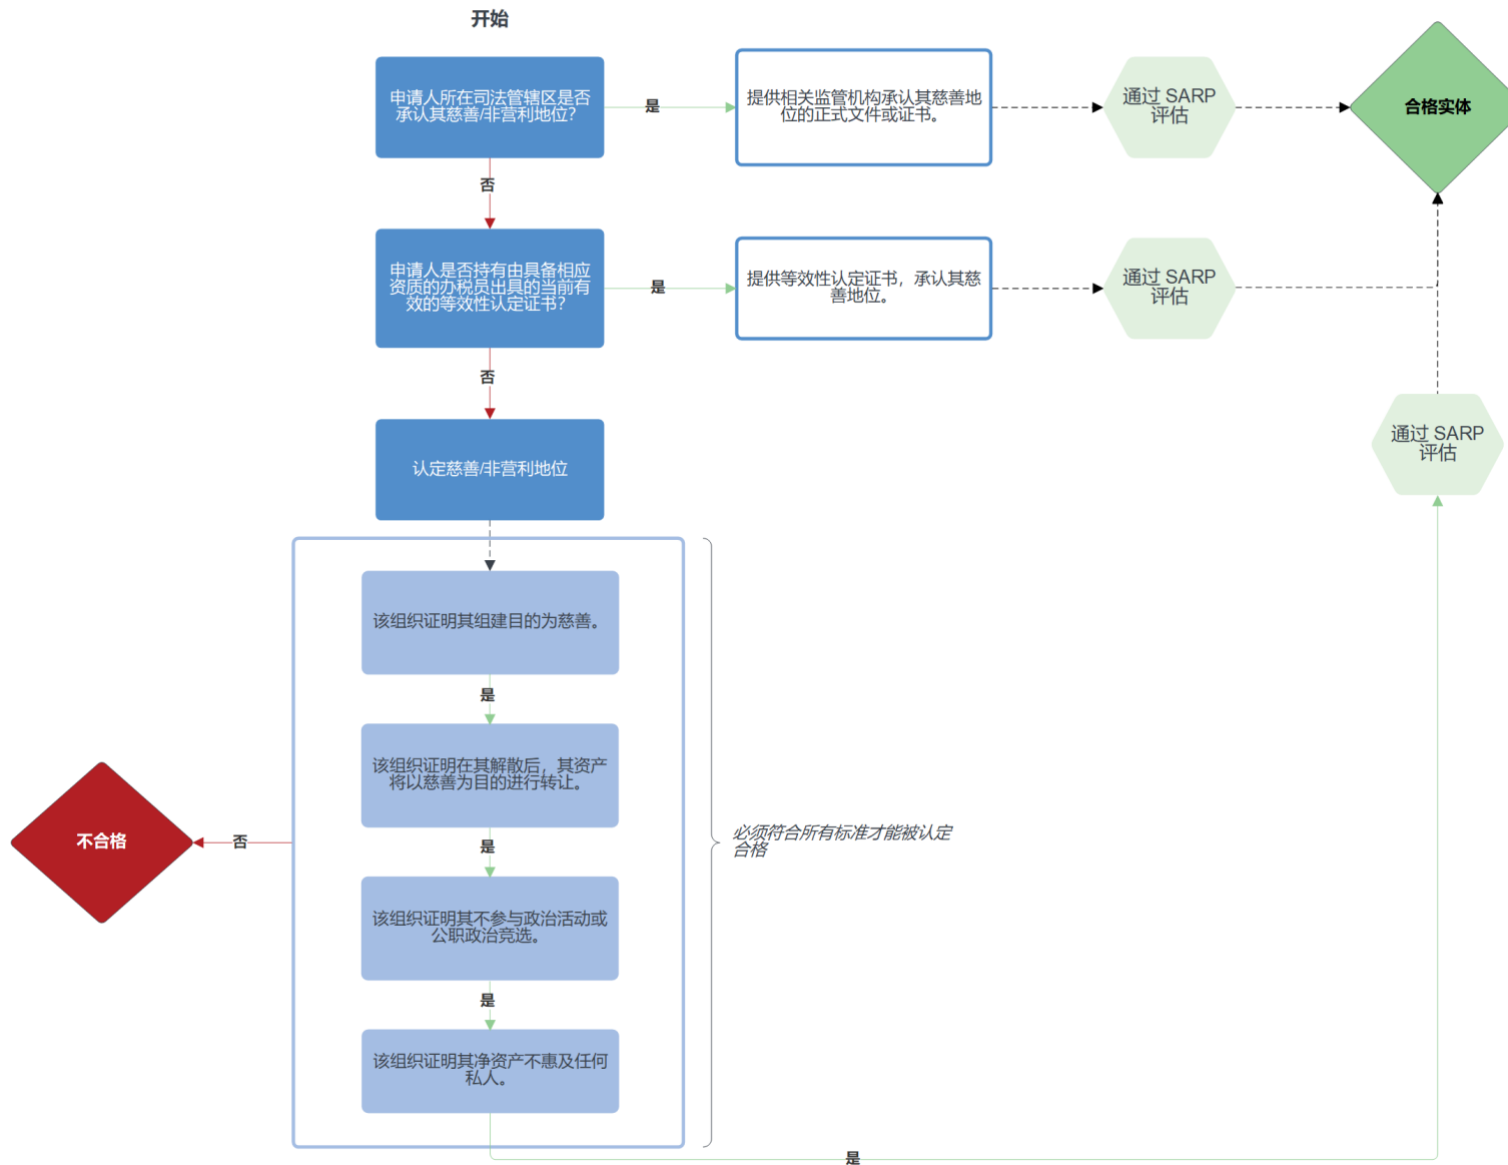 开始
申请人所在司法管辖区是否
承认其慈善/非营利地位？
是
提供相关监管机构承认其慈善地
位的正式文件或证书。
通过 SARP
评估
合格实体
否
申请人是否持有由具备相应
资质的办税员出具的当前有
效的等效性认定证书？
是
提供等效性认定证书，承认其慈
善地位。
通过 SARP
评估
否
认定慈善/非营利地位
通过 SARP
评估
该组织证明其组建目的为慈善。
是
该组织证明在其解散后，其资产
将以慈善为目的进行转让。
不合格
否
是
必须符合所有标准才能被认定
合格
该组织证明其不参与政治活动或
公职政治竞选。
是
该组织证明其净资产不惠及任何
私人。
是